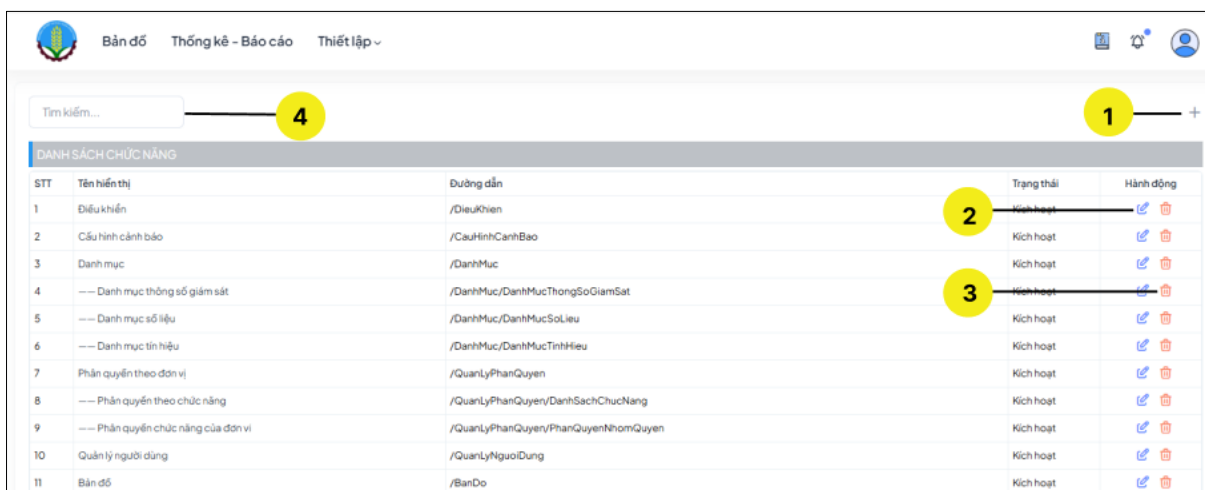 Bản đồ Thống kê - Báo cáo Thiết lập
Tìm kiếm... 4 1 +
DANH SÁCH CHỨC NĂNG
STT Tên hiển thị Đường dẫn Trạng thái Hành động
1 Điều khiển /DieuKhien 2 Kích hoạt
2 Cấu hình cảnh báo /CauHinhCanhBao Kích hoạt
3 Danh mục /DanhMuc Kích hoạt
4 —— Danh mục thông số giám sát /DanhMuc/DanhMucThongSoGiamSat 3 Kích hoạt
5 —— Danh mục số liệu /DanhMuc/DanhMucSoLieu Kích hoạt
6 —— Danh mục tín hiệu /DanhMuc/DanhMucTinhHieu Kích hoạt
7 Phân quyền theo đơn vị /QuanLyPhanQuyen Kích hoạt
8 —— Phân quyền theo chức năng /QuanLyPhanQuyen/DanhSachChucNang Kích hoạt
9 —— Phân quyền chức năng của đơn vi /QuanLyPhanQuyen/PhanQuyenNhomQuyen Kích hoạt
10 Quản lý người dùng /QuanLyNguoiDung Kích hoạt
11 Bản đồ /BanDo Kích hoạt